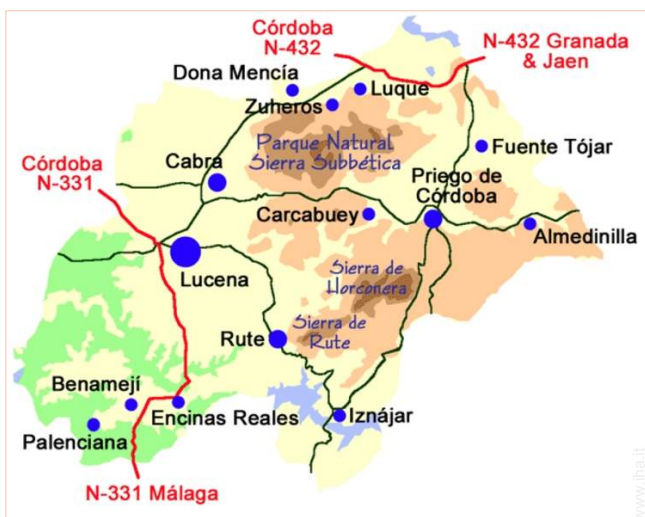 Córdoba
N-432
N-432 Granada
& Jaen
Dona Mencía
Luque
Zuheros
Parque Natural
Sierra Subbética
Fuente Tójar
Córdoba
N-331
Cabra
Priego de
Córdoba
Carcabuey
Almedinilla
Lucena
Sierra de
Horconera
Sierra de
Rute
Rute
Benamejí
Encinas Reales
Iznájar
Palenciana
N-331 Málaga
www.iha.it